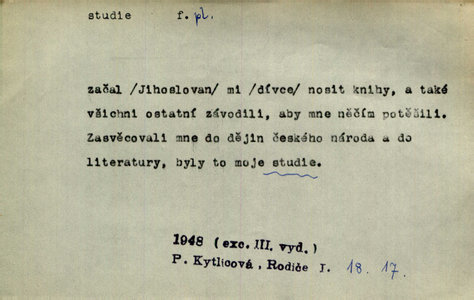 studie f. pl.
začal /Jihoslovan/ mi /dívce/ nosit knihy, a také
všichni ostatní závodili, aby mne něčím potěšili.
Zasvěcovali mne do dějin českého národa a do
literatury, byly to moje studie.
1948 (exc. III. vyd.)
P. Kytlicová, Rodiče I. 18. 17.